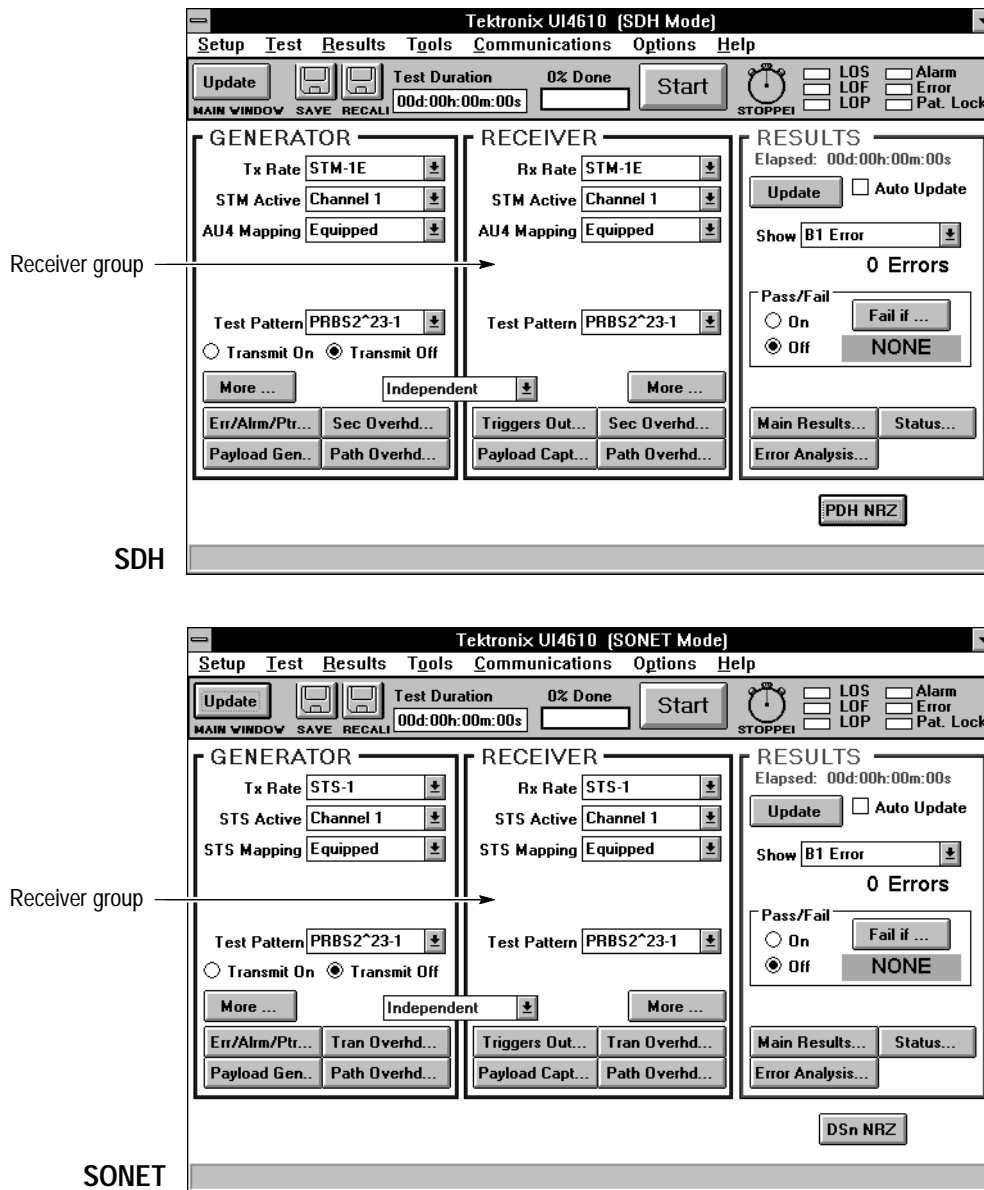 Tektronix UI4610 (SDH Mode)
Setup Test Results Tools Communications Options Help
Update
MAIN WINDOW SAVE RECALL
Test Duration
00d:00h:00m:00s
0% Done
Start
STOPPEI
LOS
LOF
LOP
Alarm
Error
Pat. Lock
GENERATOR
Tx Rate STM-1E
STM Active Channel 1
AU4 Mapping Equipped
Test Pattern PRBS2^23-1
Transmit On Transmit Off
More ...
Independent
Err/Alrm/Ptr... Sec Overhd...
Payload Gen.. Path Overhd...
RECEIVER
Rx Rate STM-1E
STM Active Channel 1
AU4 Mapping Equipped
Test Pattern PRBS2^23-1
More ...
Triggers Out... Sec Overhd...
Payload Capt... Path Overhd...
RESULTS
Elapsed: 00d:00h:00m:00s
Update Auto Update
Show B1 Error
0 Errors
Pass/Fail
On
Off
Fail if ...
NONE
Main Results... Status...
Error Analysis...
PDH NRZ
Receiver group
SDH
Tektronix UI4610 (SONET Mode)
Setup Test Results Tools Communications Options Help
Update
MAIN WINDOW SAVE RECALL
Test Duration
00d:00h:00m:00s
0% Done
Start
STOPPEI
LOS
LOF
LOP
Alarm
Error
Pat. Lock
GENERATOR
Tx Rate STS-1
STS Active Channel 1
STS Mapping Equipped
Test Pattern PRBS2^23-1
Transmit On Transmit Off
More ...
Independent
Err/Alrm/Ptr... Tran Overhd...
Payload Gen.. Path Overhd...
RECEIVER
Rx Rate STS-1
STS Active Channel 1
STS Mapping Equipped
Test Pattern PRBS2^23-1
More ...
Triggers Out... Tran Overhd...
Payload Capt... Path Overhd...
RESULTS
Elapsed: 00d:00h:00m:00s
Update Auto Update
Show B1 Error
0 Errors
Pass/Fail
On
Off
Fail if ...
NONE
Main Results... Status...
Error Analysis...
DSn NRZ
Receiver group
SONET